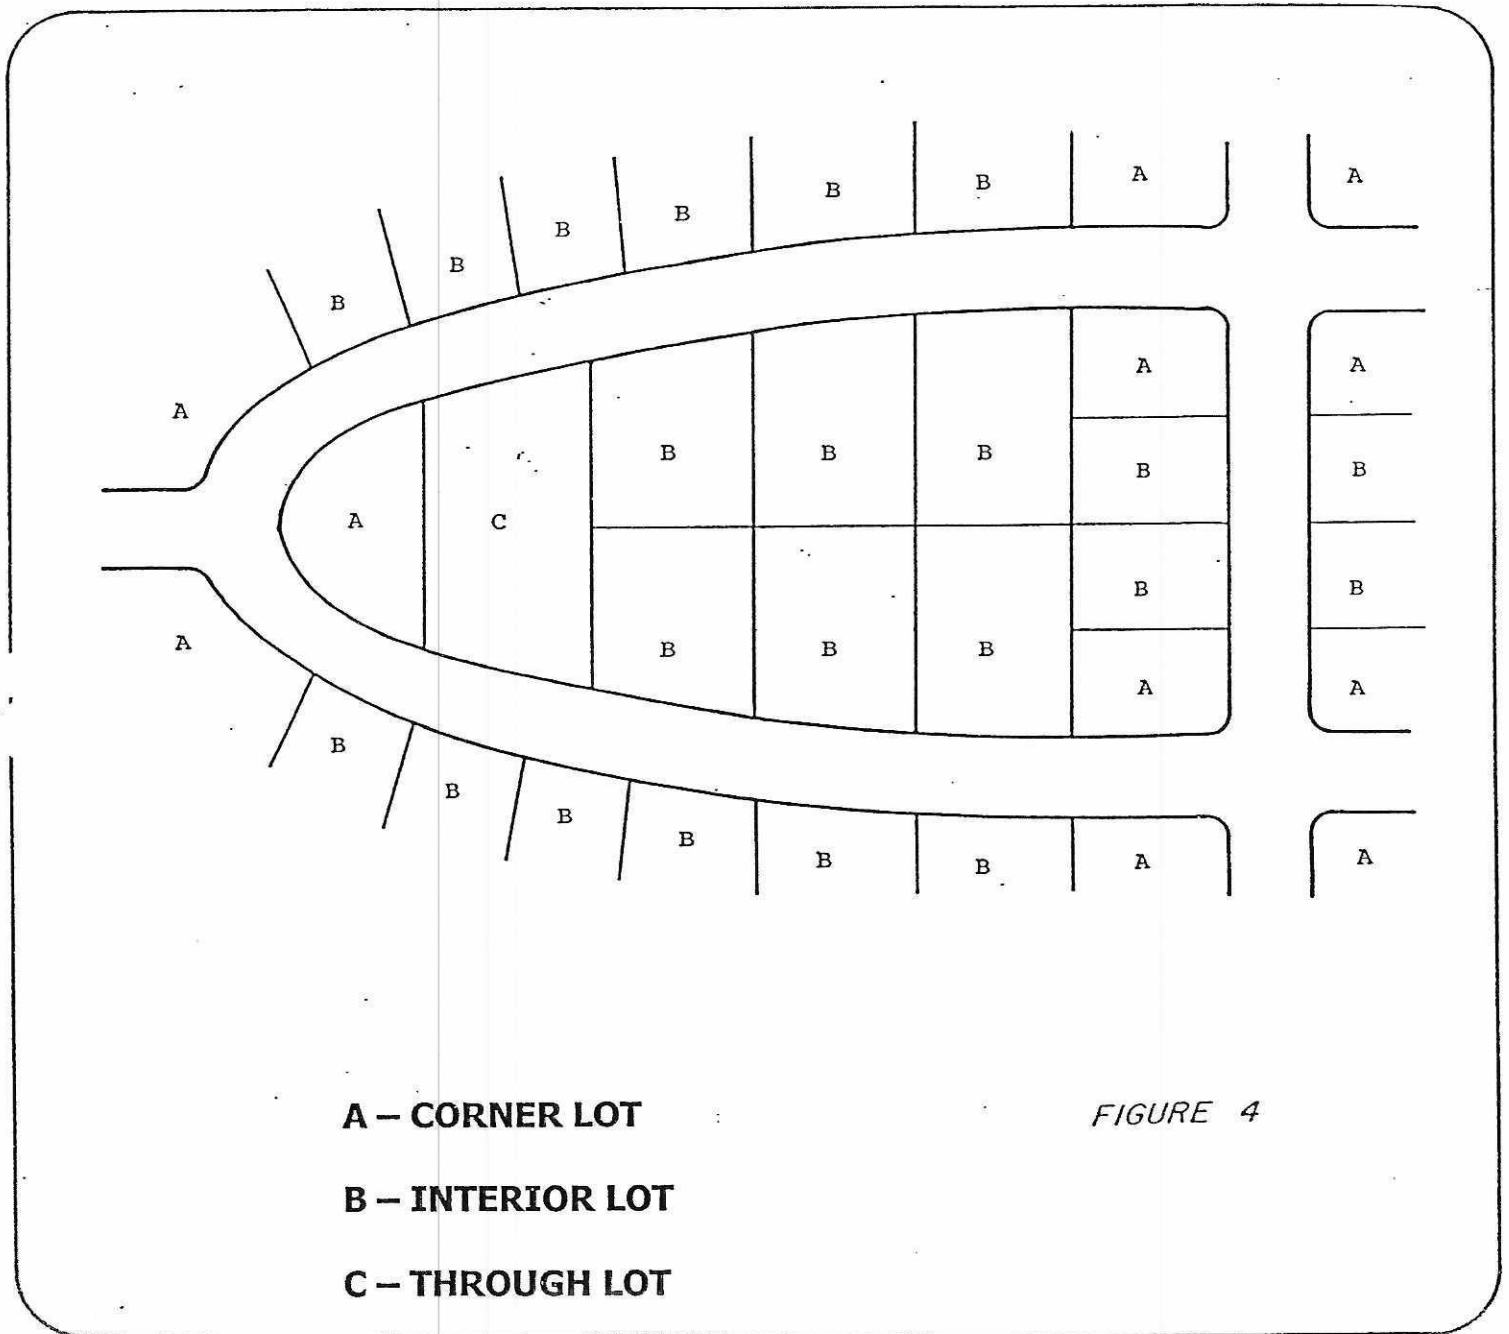 B B B B B B A A
A
B B B A A
B B
A C
B B
B B B A A
A
B B B B B B A A
A – CORNER LOT
FIGURE 4
B – INTERIOR LOT
C – THROUGH LOT